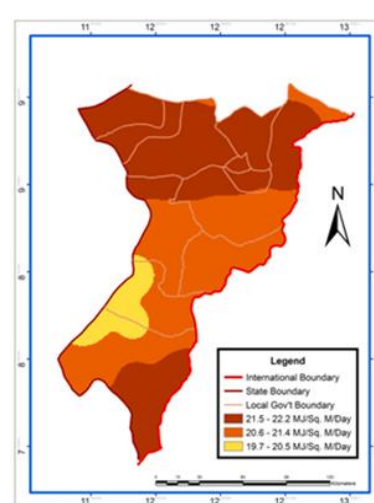 11 12 12 13
9
9
N
8
8
7
Legend
International Boundary
State Boundary
Local Gov't Boundary
21.5 - 22.2 MJ/Sq. M/Day
20.6 - 21.4 MJ/Sq. M/Day
19.7 - 20.5 MJ/Sq. M/Day
Kilometers
11 12 12 13